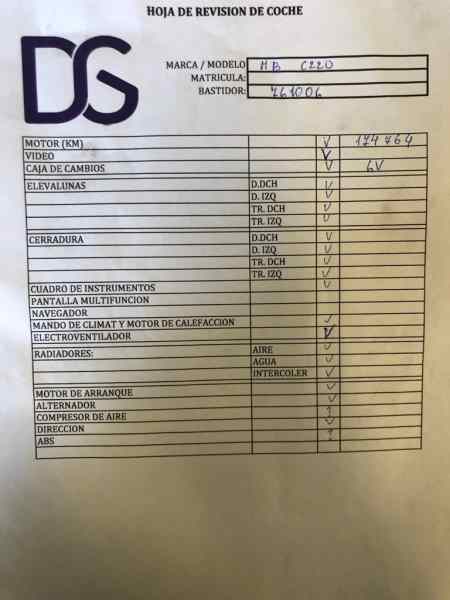 HOJA DE REVISION DE COCHE
DS
MARCA / MODELO MB C220
MATRICULA:
BASTIDOR: 761006
MOTOR (KM) V 174764
VIDEO V
CAJA DE CAMBIOS V 6V
ELEVALUNAS D.DCH V
D. IZQ V
TR. DCH V
TR. IZQ V
CERRADURA D.DCH V
D. IZQ V
TR. DCH V
TR. IZQ V
CUADRO DE INSTRUMENTOS V
PANTALLA MULTIFUNCION
NAVEGADOR
MANDO DE CLIMAT Y MOTOR DE CALEFACCION V
ELECTROVENTILADOR V
RADIADORES: AIRE V
AGUA V
INTERCOLER V
MOTOR DE ARRANQUE V
ALTERNADOR V
COMPRESOR DE AIRE ?
DIRECCION V
ABS ?